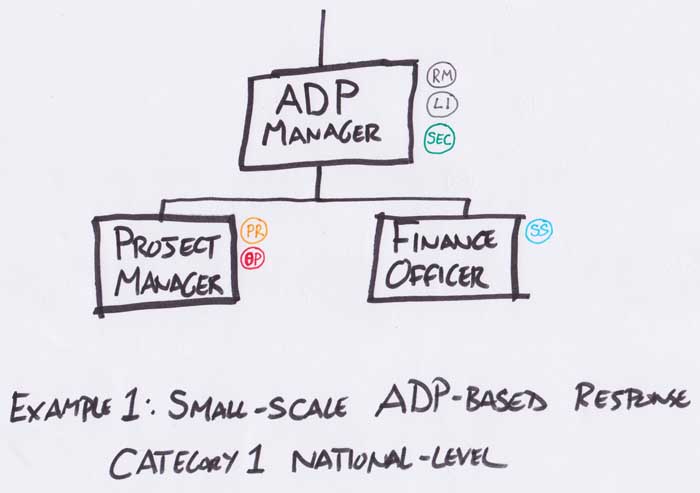 ADP
MANAGER
RM
LI
SEC
PROJECT
MANAGER
PR
OP
FINANCE
OFFICER
SS
EXAMPLE 1: SMALL-SCALE ADP-BASED RESPONSE
CATEGORY 1 NATIONAL-LEVEL